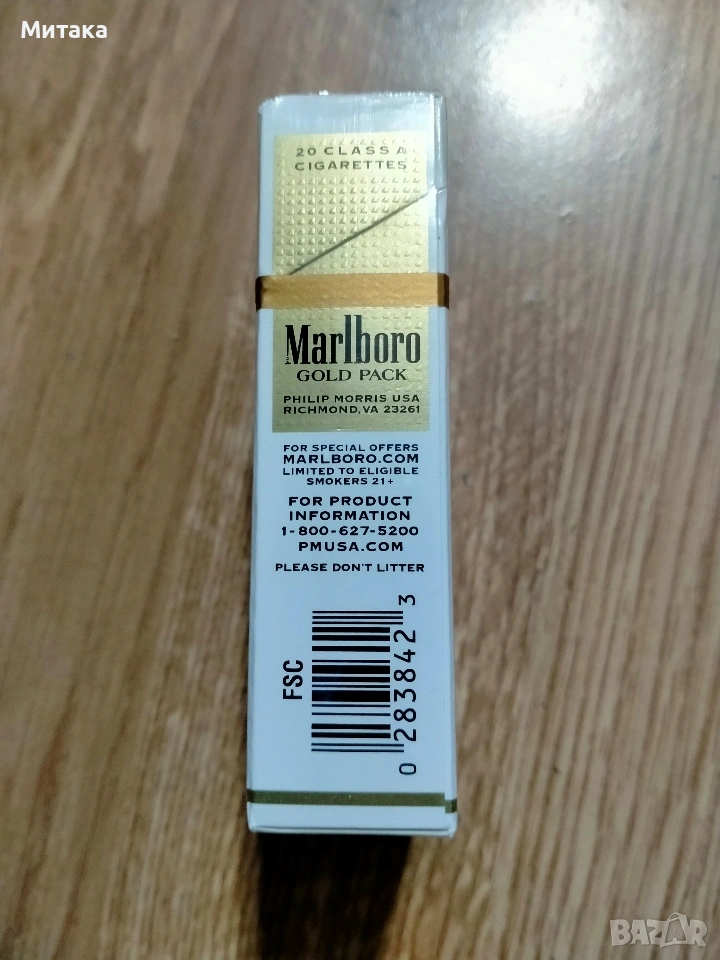 Митака
20 CLASS A
CIGARETTES
Marlboro
GOLD PACK
PHILIP MORRIS USA
RICHMOND, VA 23261
FOR SPECIAL OFFERS
MARLBORO.COM
LIMITED TO ELIGIBLE
SMOKERS 21+
FOR PRODUCT
INFORMATION
1-800-627-5200
PMUSA.COM
PLEASE DON'T LITTER
FSC
0 283842 3
BAZAR